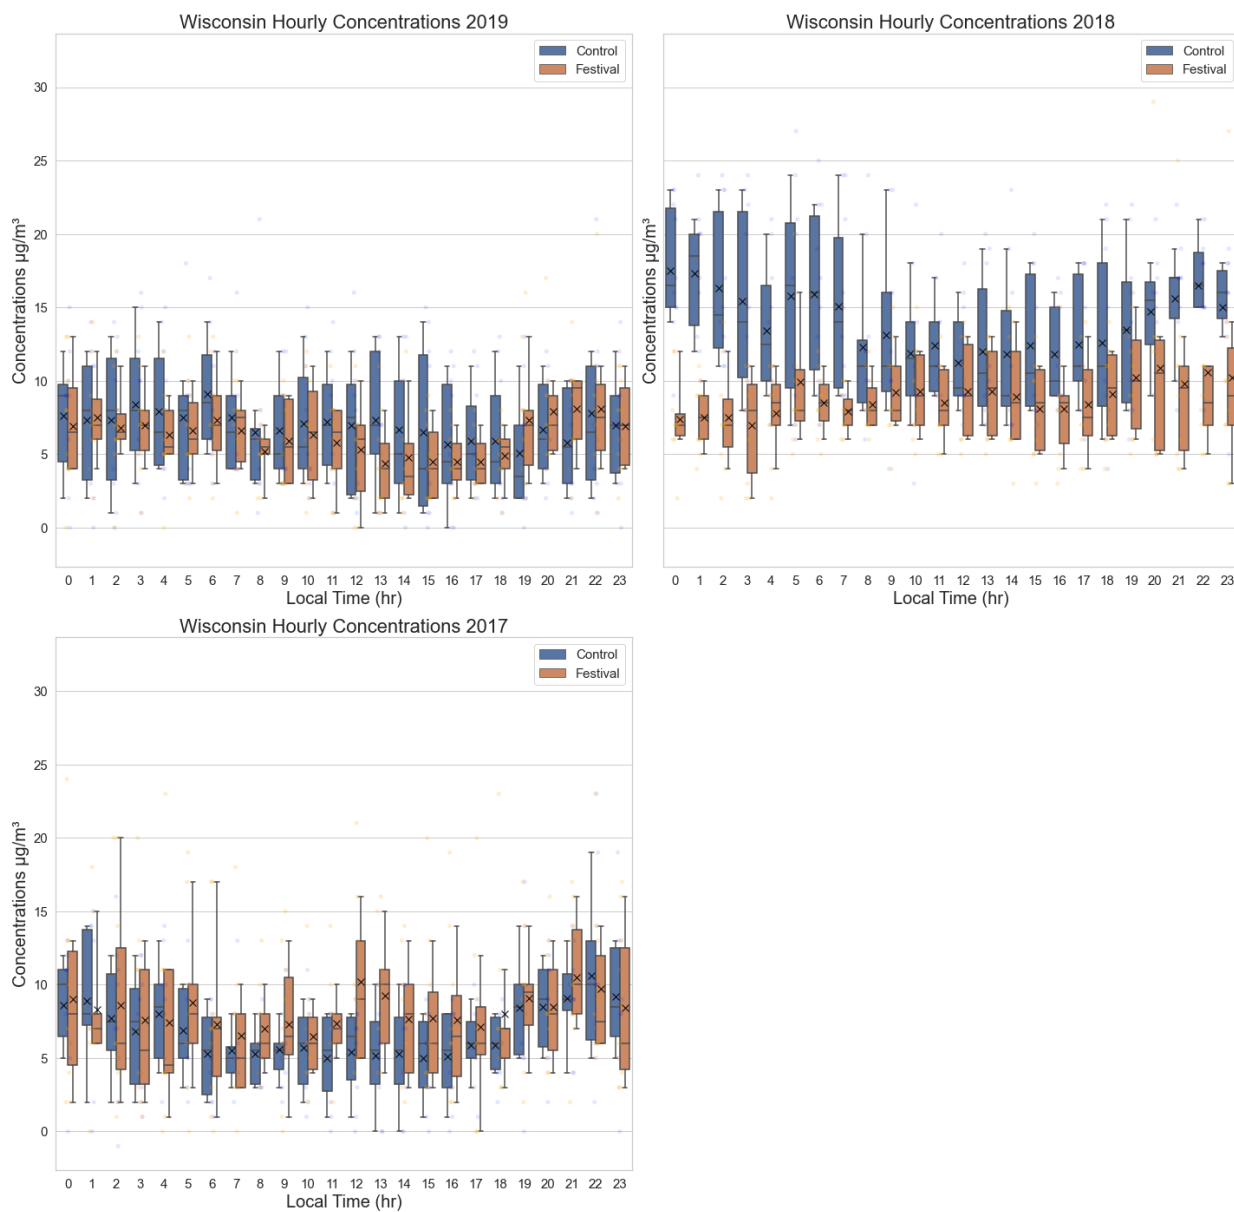 Wisconsin Hourly Concentrations 2019
Control
Festival
30
25
20
15
10
5
0
Concentrations µg/m³
0 1 2 3 4 5 6 7 8 9 10 11 12 13 14 15 16 17 18 19 20 21 22 23
Local Time (hr)
Wisconsin Hourly Concentrations 2018
Control
Festival
Concentrations µg/m³
0 1 2 3 4 5 6 7 8 9 10 11 12 13 14 15 16 17 18 19 20 21 22 23
Local Time (hr)
Wisconsin Hourly Concentrations 2017
Control
Festival
30
25
20
15
10
5
0
Concentrations µg/m³
0 1 2 3 4 5 6 7 8 9 10 11 12 13 14 15 16 17 18 19 20 21 22 23
Local Time (hr)